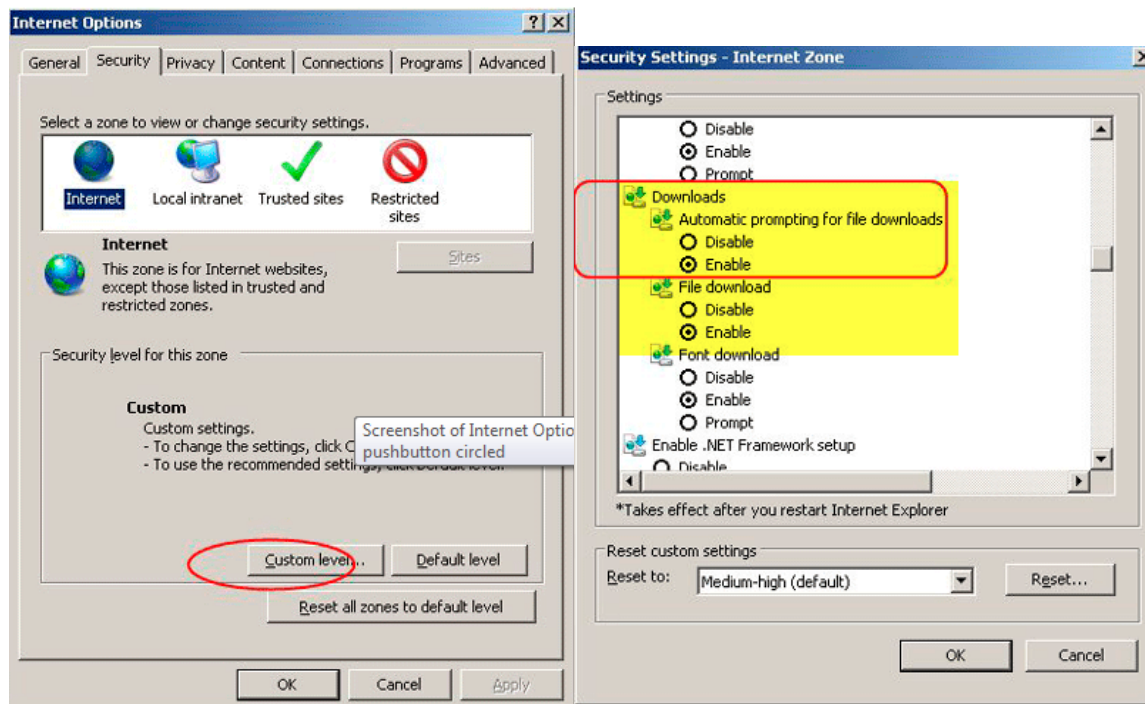 Internet Options
General Security Privacy Content Connections Programs Advanced
Select a zone to view or change security settings.
Internet Local intranet Trusted sites Restricted
sites
Internet
Sites
This zone is for Internet websites,
except those listed in trusted and
restricted zones.
Security level for this zone
Custom
Custom settings.
- To change the settings, click C
- To use the recommended settings, click Default level.
Screenshot of Internet Optio
pushbutton circled
Custom level... Default level
Reset all zones to default level
OK Cancel Apply
Security Settings - Internet Zone
Settings
Disable
Enable
Prompt
Downloads
Automatic prompting for file downloads
Disable
Enable
File download
Disable
Enable
Font download
Disable
Enable
Prompt
Enable .NET Framework setup
Disable
*Takes effect after you restart Internet Explorer
Reset custom settings
Reset to: Medium-high (default) Reset...
OK Cancel